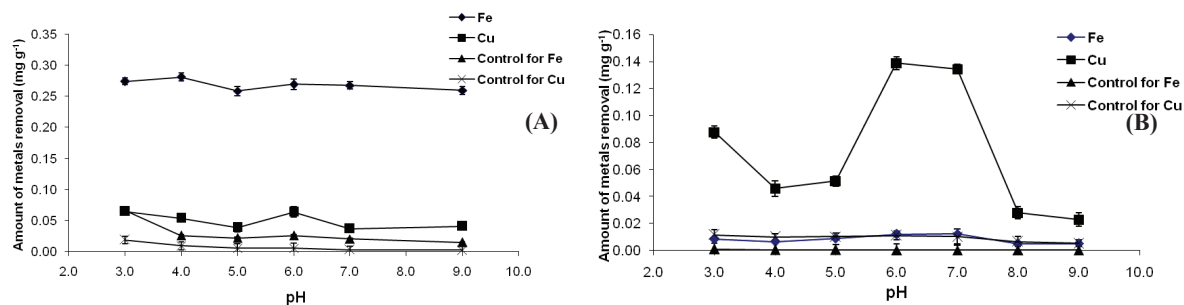 Fe
Cu
Control for Fe
Control for Cu
0.35
0.30
0.25
0.20
0.15
0.10
0.05
0.00
Amount of metals removal (mg g⁻¹)
2.0 3.0 4.0 5.0 6.0 7.0 8.0 9.0 10.0
pH
(A)
Fe
Cu
Control for Fe
Control for Cu
0.16
0.14
0.12
0.10
0.08
0.06
0.04
0.02
0.00
Amount of metals removal (mg g⁻¹)
2.0 3.0 4.0 5.0 6.0 7.0 8.0 9.0 10.0
pH
(B)